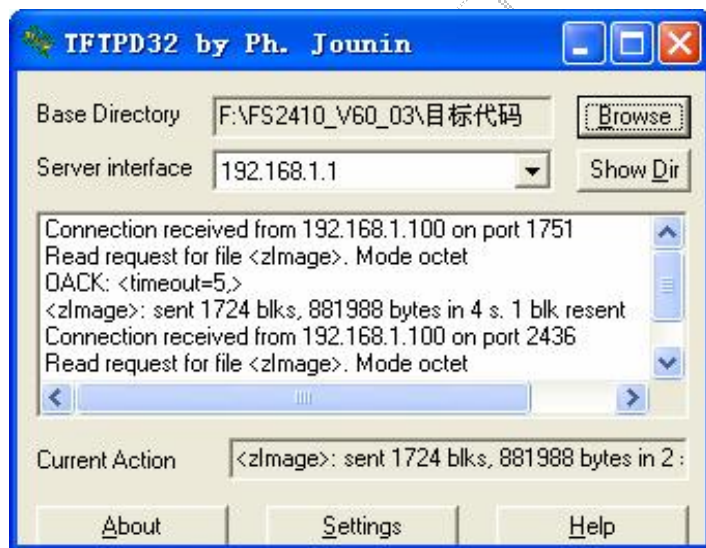 TFTPD32 by Ph. Jounin
Base Directory F:\FS2410_V60_03\目标代码 Browse
Server interface 192.168.1.1 Show Dir
Connection received from 192.168.1.100 on port 1751
Read request for file <zImage>. Mode octet
OACK: <timeout=5,>
<zImage>: sent 1724 blks, 881988 bytes in 4 s. 1 blk resent
Connection received from 192.168.1.100 on port 2436
Read request for file <zImage>. Mode octet
Current Action <zImage>: sent 1724 blks, 881988 bytes in 2
About Settings Help